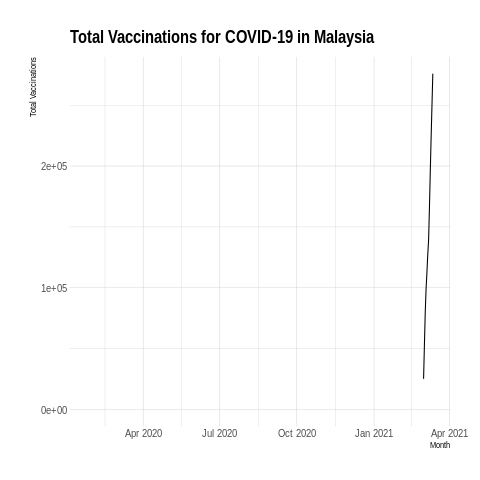 Total Vaccinations for COVID-19 in Malaysia
Total Vaccinations
2e+05
1e+05
0e+00
Apr 2020 Jul 2020 Oct 2020 Jan 2021 Apr 2021
Month